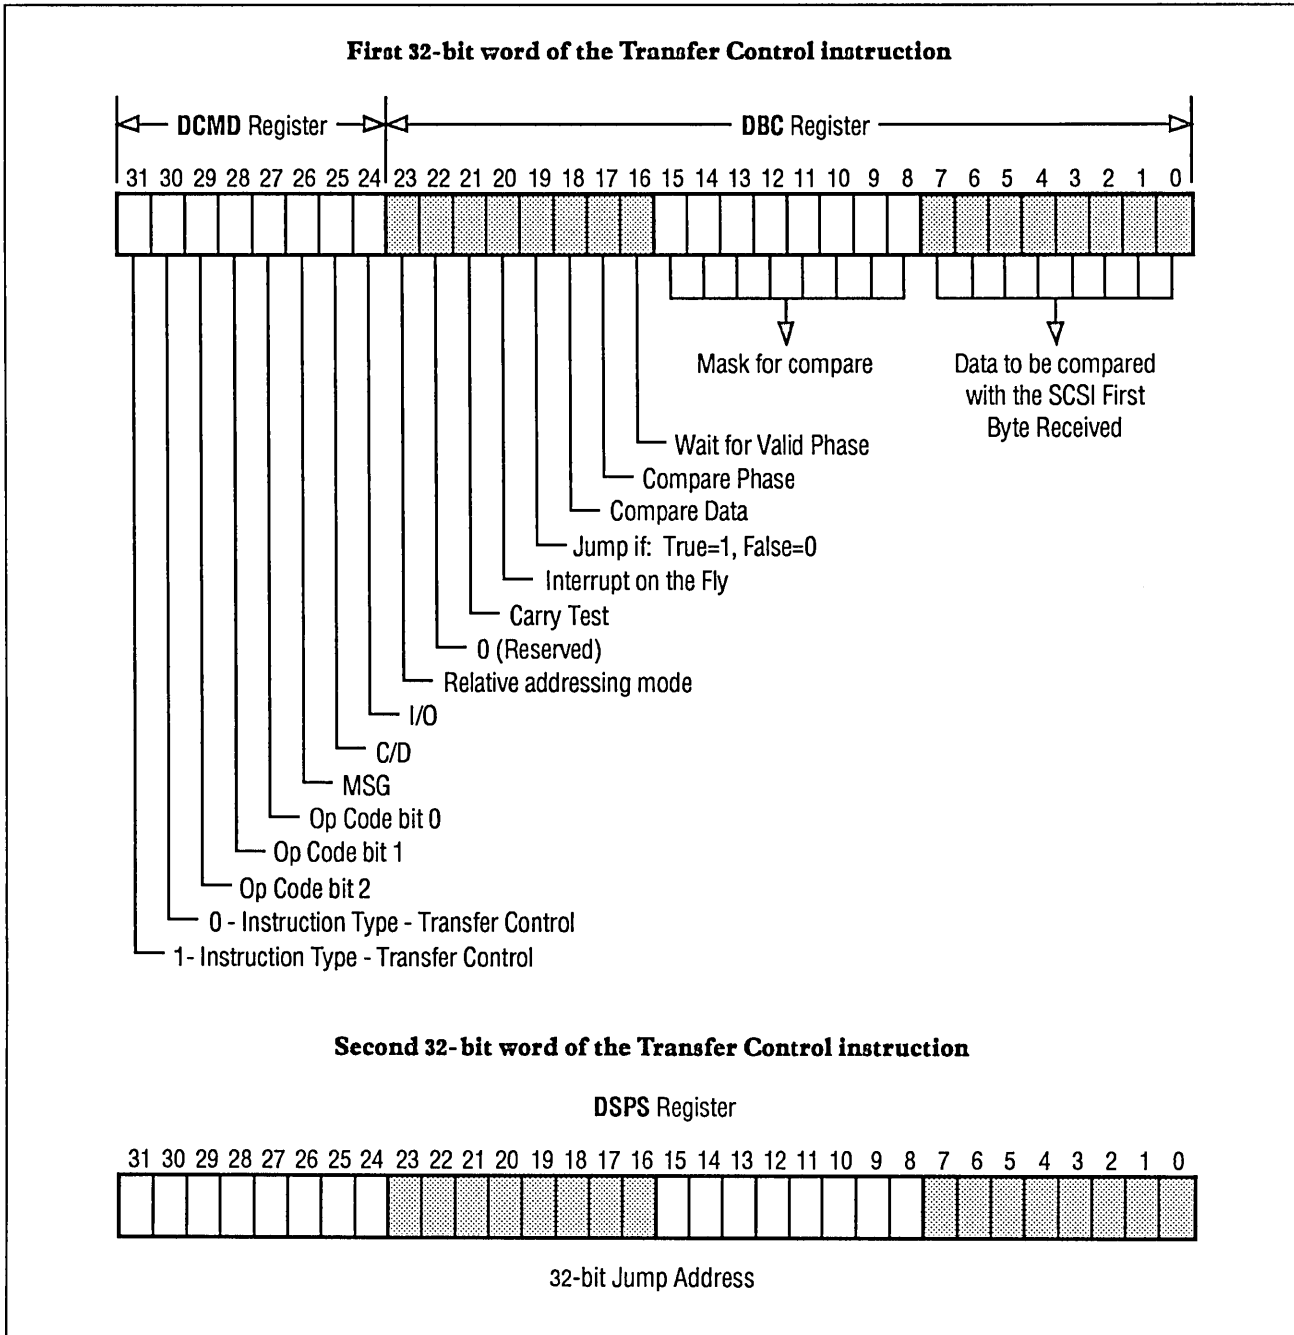 First 32-bit word of the Transfer Control instruction
DCMD Register
DBC Register
31 30 29 28 27 26 25 24 23 22 21 20 19 18 17 16 15 14 13 12 11 10 9 8 7 6 5 4 3 2 1 0
Mask for compare
Data to be compared
with the SCSI First
Byte Received
Wait for Valid Phase
Compare Phase
Compare Data
Jump if: True=1, False=0
Interrupt on the Fly
Carry Test
0 (Reserved)
Relative addressing mode
I/O
C/D
MSG
Op Code bit 0
Op Code bit 1
Op Code bit 2
0 - Instruction Type - Transfer Control
1- Instruction Type - Transfer Control
Second 32-bit word of the Transfer Control instruction
DSPS Register
31 30 29 28 27 26 25 24 23 22 21 20 19 18 17 16 15 14 13 12 11 10 9 8 7 6 5 4 3 2 1 0
32-bit Jump Address